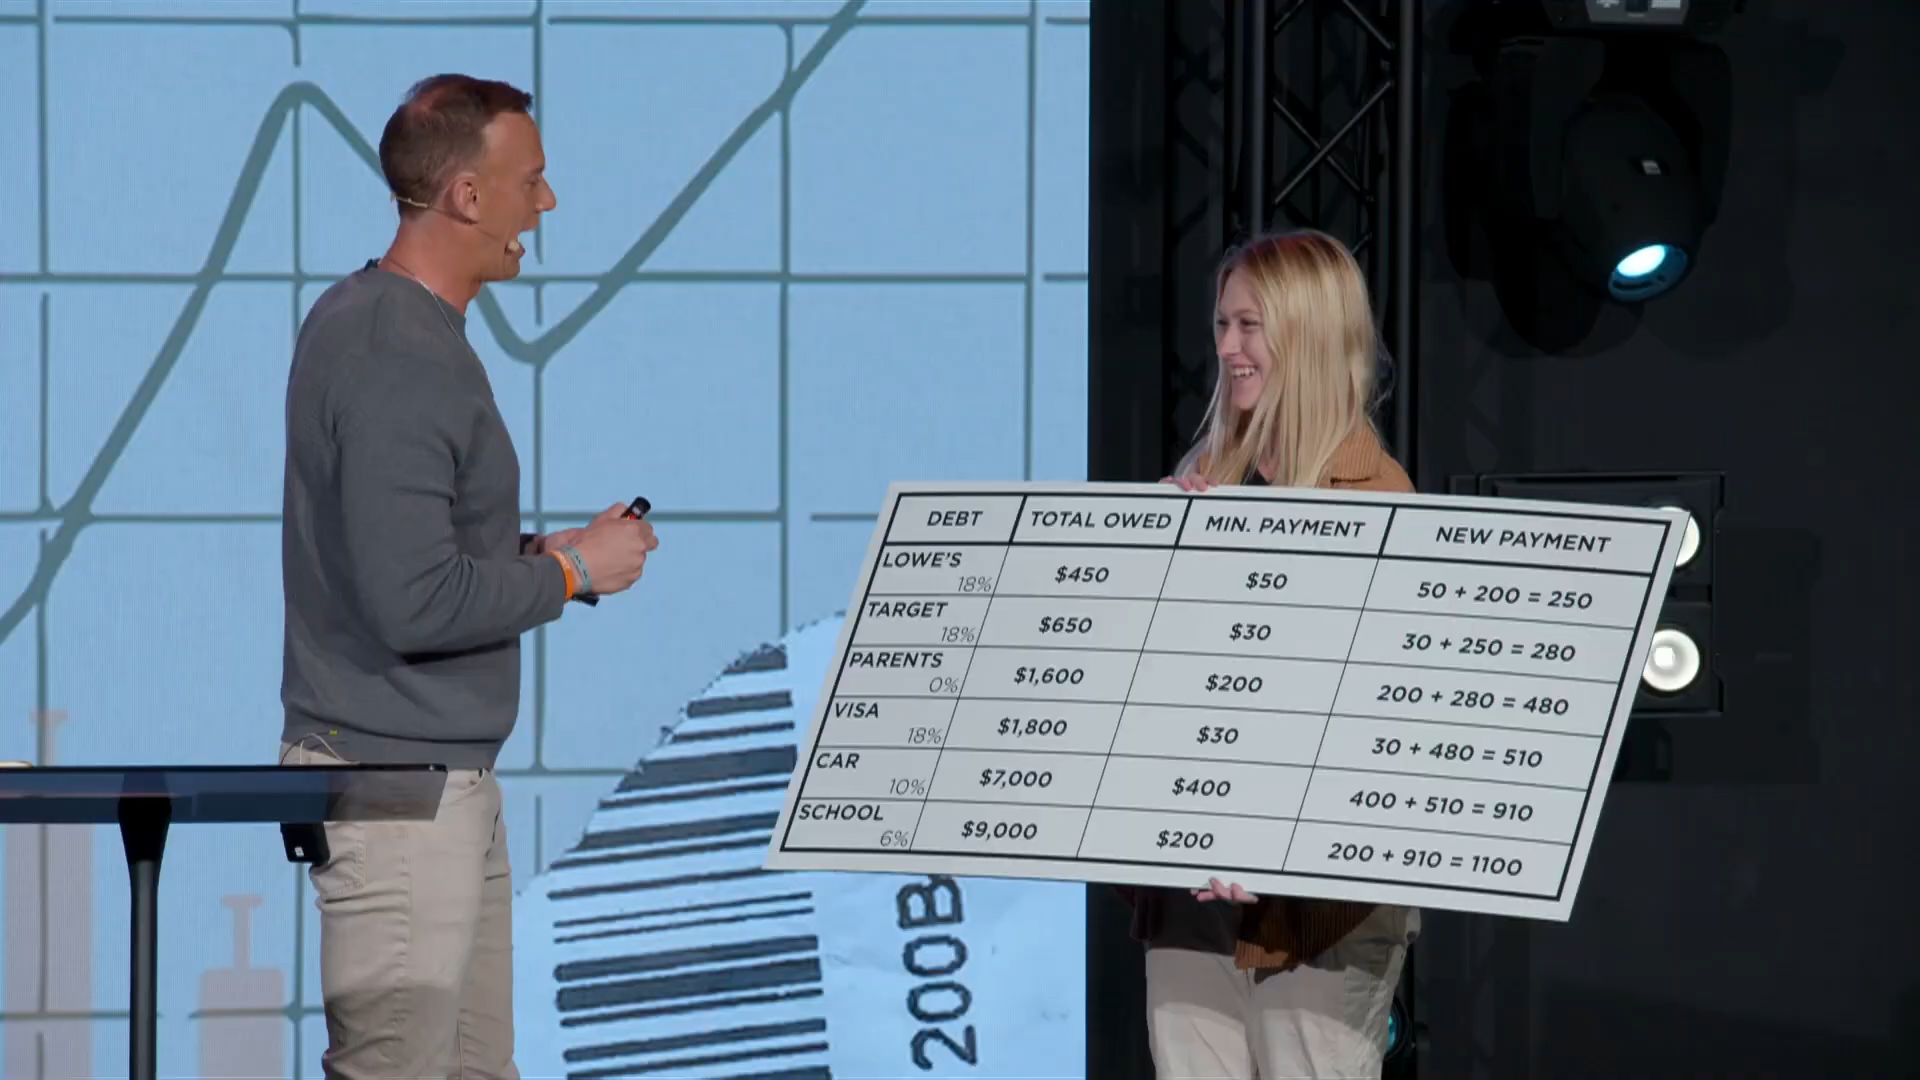 DEBT TOTAL OWED MIN. PAYMENT NEW PAYMENT
LOWE'S 18% $450 $50 50 + 200 = 250
TARGET 18% $650 $30 30 + 250 = 280
PARENTS 0% $1,600 $200 200 + 280 = 480
VISA 18% $1,800 $30 30 + 480 = 510
CAR 10% $7,000 $400 400 + 510 = 910
SCHOOL 6% $9,000 $200 200 + 910 = 1100
200B